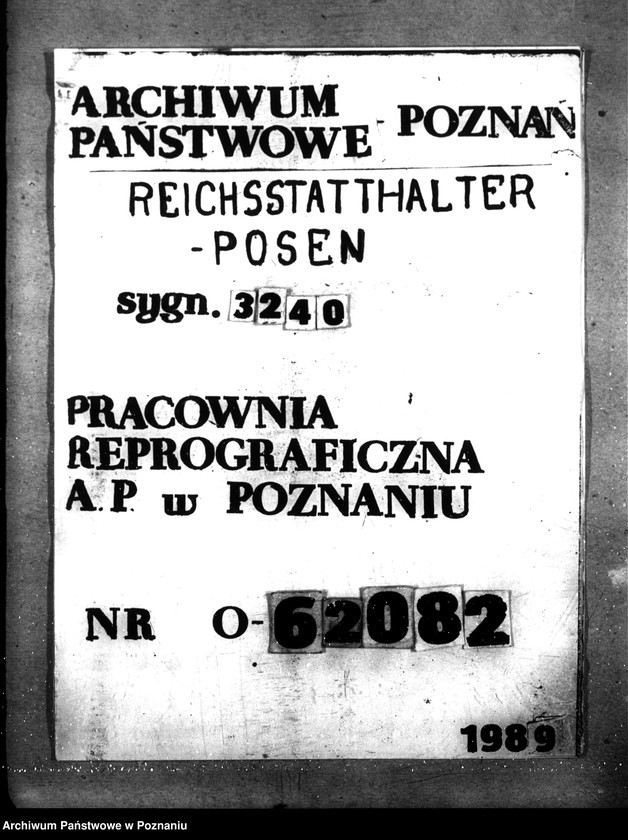 ARCHIWUM
PAŃSTWOWE - POZNAŃ
REICHSSTATTHALTER
-POSEN
sygn. 3240
PRACOWNIA
REPROGRAFICZNA
A.P. w POZNANIU
NR O-62082
1989
Archiwum Państwowe w Poznaniu